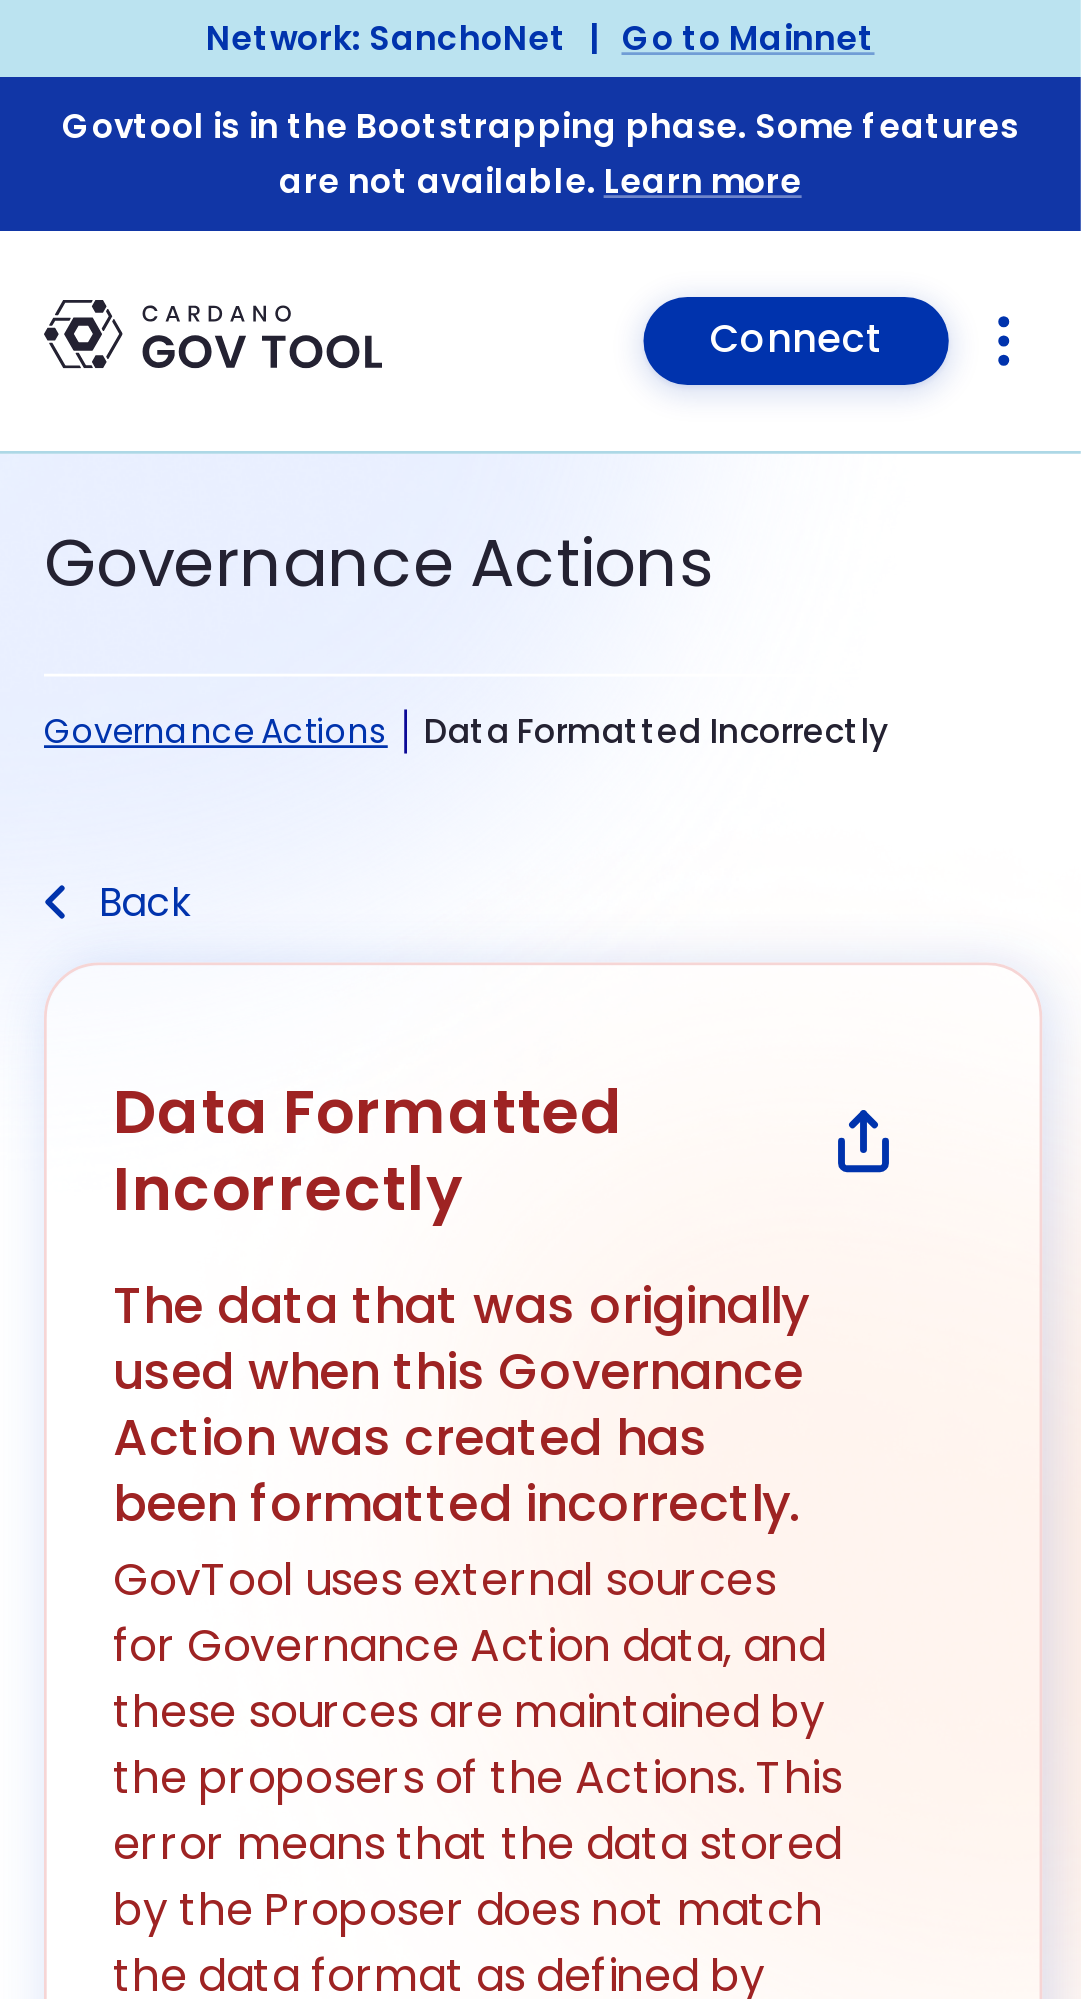 Network: SanchoNet | Go to Mainnet
Govtool is in the Bootstrapping phase. Some features
are not available. Learn more
CARDANO
GOV TOOL
Connect
Governance Actions
Governance Actions | Data Formatted Incorrectly
Back
Data Formatted
Incorrectly
The data that was originally
used when this Governance
Action was created has
been formatted incorrectly.
GovTool uses external sources
for Governance Action data, and
these sources are maintained by
the proposers of the Actions. This
error means that the data stored
by the Proposer does not match
the data format as defined by